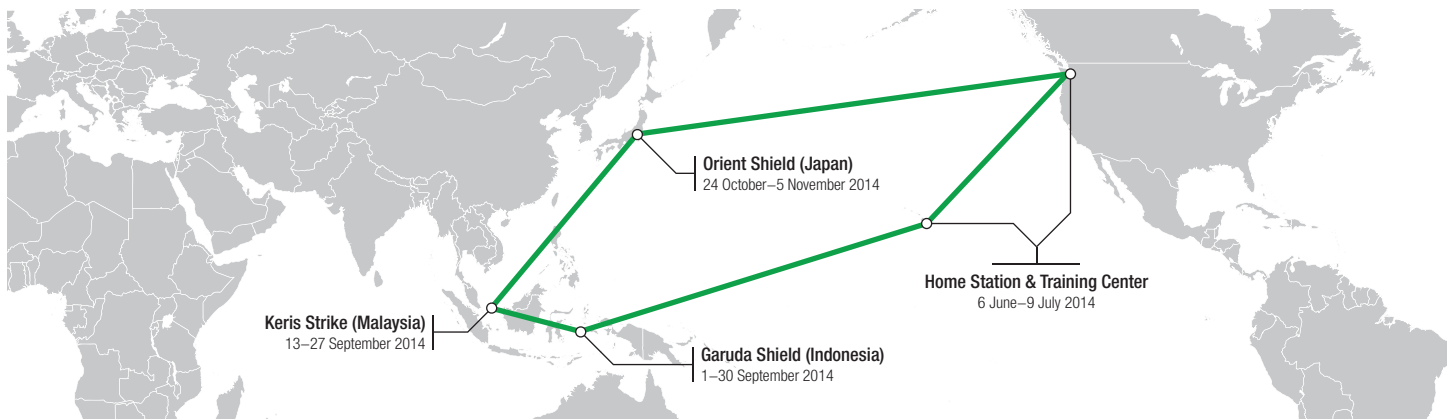 Orient Shield (Japan)
24 October–5 November 2014
Home Station & Training Center
6 June–9 July 2014
Keris Strike (Malaysia)
13–27 September 2014
Garuda Shield (Indonesia)
1–30 September 2014